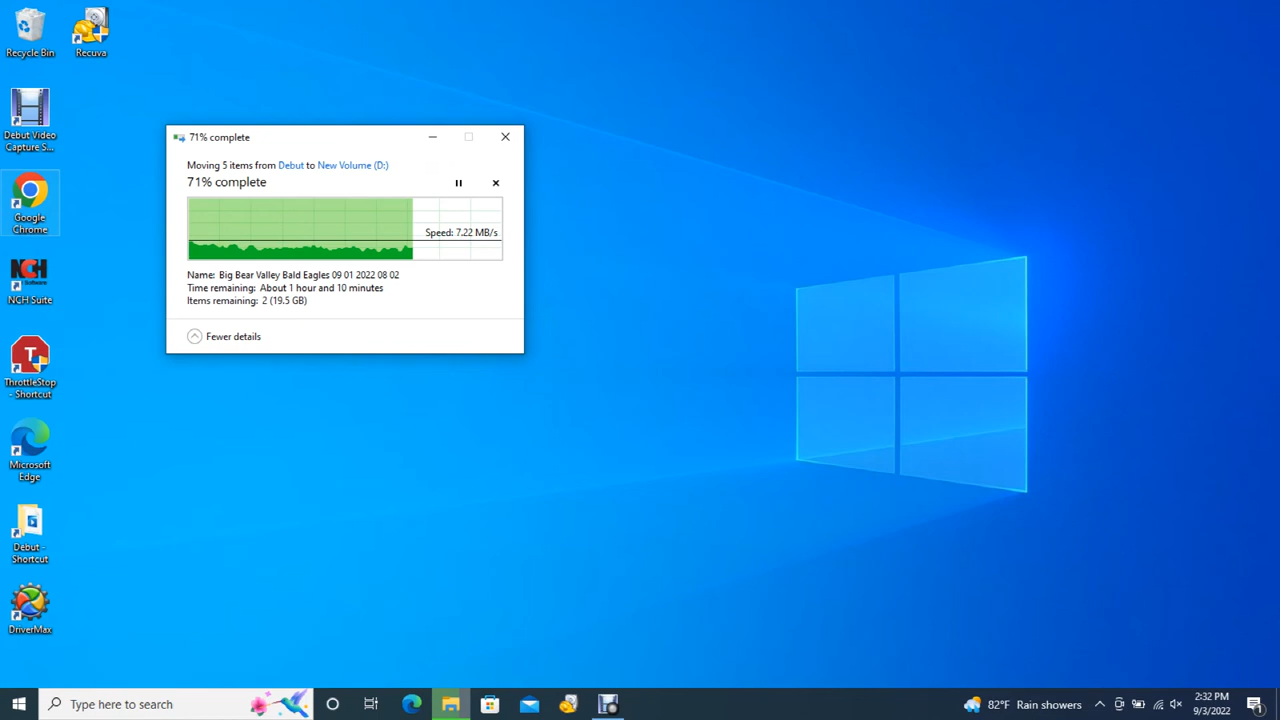 Recycle Bin
Recuva
Debut Video
Capture S...
Google
Chrome
NCH
Software
NCH Suite
T
ThrottleStop
- Shortcut
Microsoft
Edge
Debut -
Shortcut
DriverMax
71% complete
Moving 5 items from Debut to New Volume (D:)
71% complete
Speed: 7.22 MB/s
Name: Big Bear Valley Bald Eagles 09 01 2022 08 02
Time remaining: About 1 hour and 10 minutes
Items remaining: 2 (19.5 GB)
Fewer details
Type here to search
82°F Rain showers
2:32 PM
9/3/2022
1